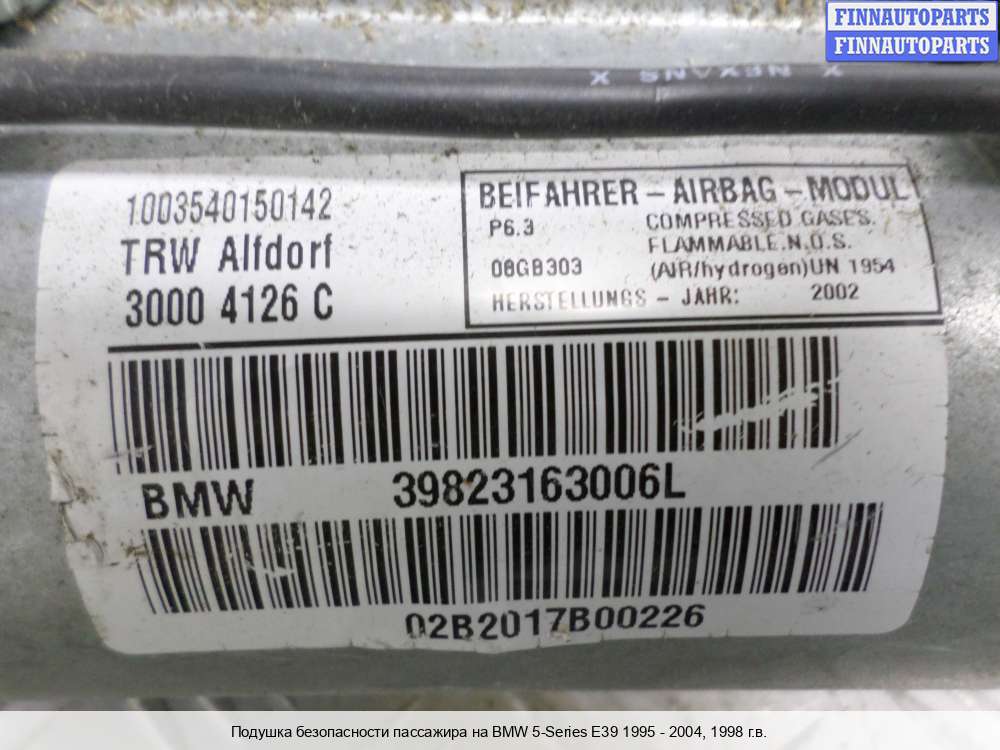 FINNAUTOPARTS
FINNAUTOPARTS
X NEXANS X
1003540150142
TRW Alfdorf
3000 4126 C
BEIFAHRER - AIRBAG - MODUL
P6.3 COMPRESSED GASES.
FLAMMABLE.N.O.S.
08GB303 (AIR/hydrogen)UN 1954
HERSTELLUNGS - JAHR: 2002
BMW 39823163006L
02B2017B00226
Подушка безопасности пассажира на BMW 5-Series E39 1995 - 2004, 1998 г.в.